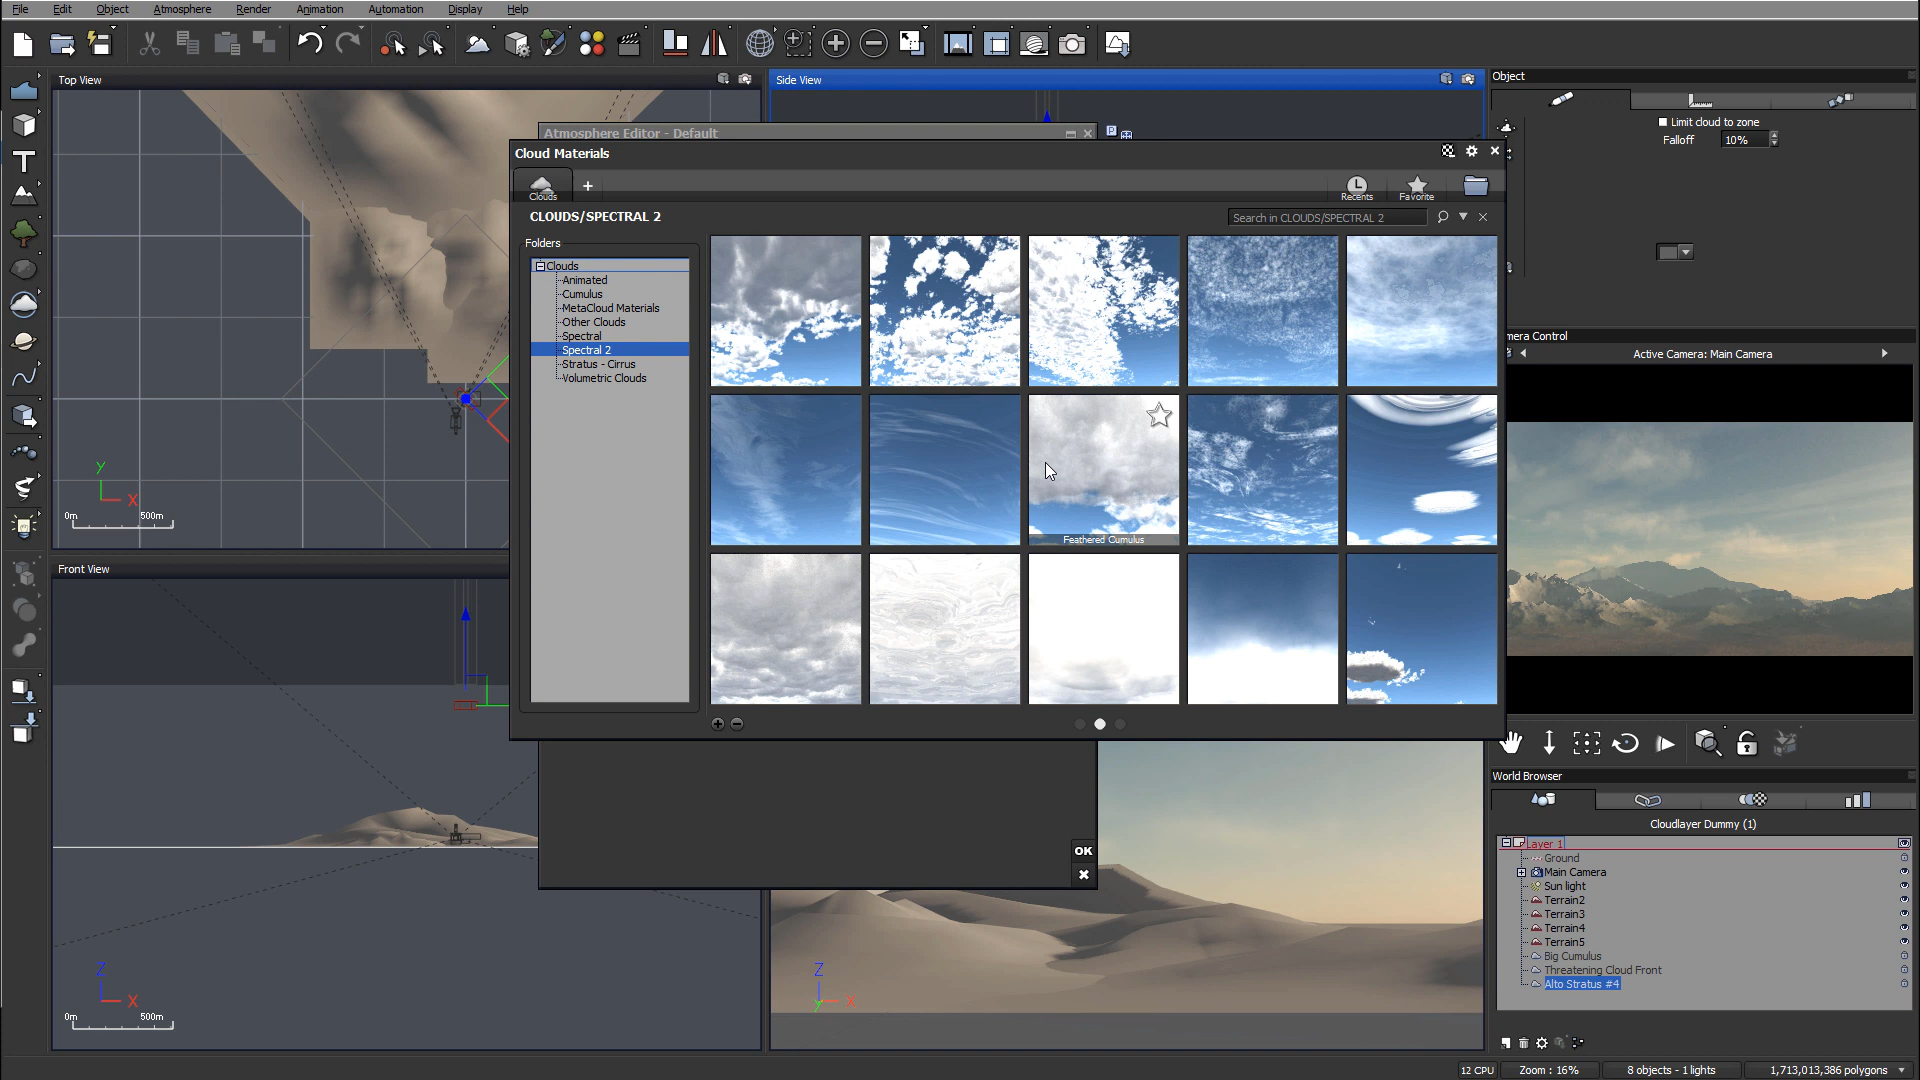 File Edit Object Atmosphere Render Animation Automation Display Help
Top View
Side View
Object
Limit cloud to zone
Falloff 10%
Atmosphere Editor - Default
Cloud Materials
Clouds
Recents
Favorite
CLOUDS/SPECTRAL 2
Search in CLOUDS/SPECTRAL 2
Folders
Clouds
Animated
Cumulus
MetaCloud Materials
Other Clouds
Spectral
Spectral 2
Stratus - Cirrus
Volumetric Clouds
Feathered Cumulus
mera Control
Active Camera: Main Camera
Y
X
0m 500m
Front View
Z
X
0m 500m
OK
Z
Y
X
World Browser
Cloudlayer Dummy (1)
Layer 1
Ground
Main Camera
Sun light
Terrain2
Terrain3
Terrain4
Terrain5
Big Cumulus
Threatening Cloud Front
Alto Stratus #4
12 CPU Zoom : 16% 8 objects - 1 lights 1,713,013,386 polygons